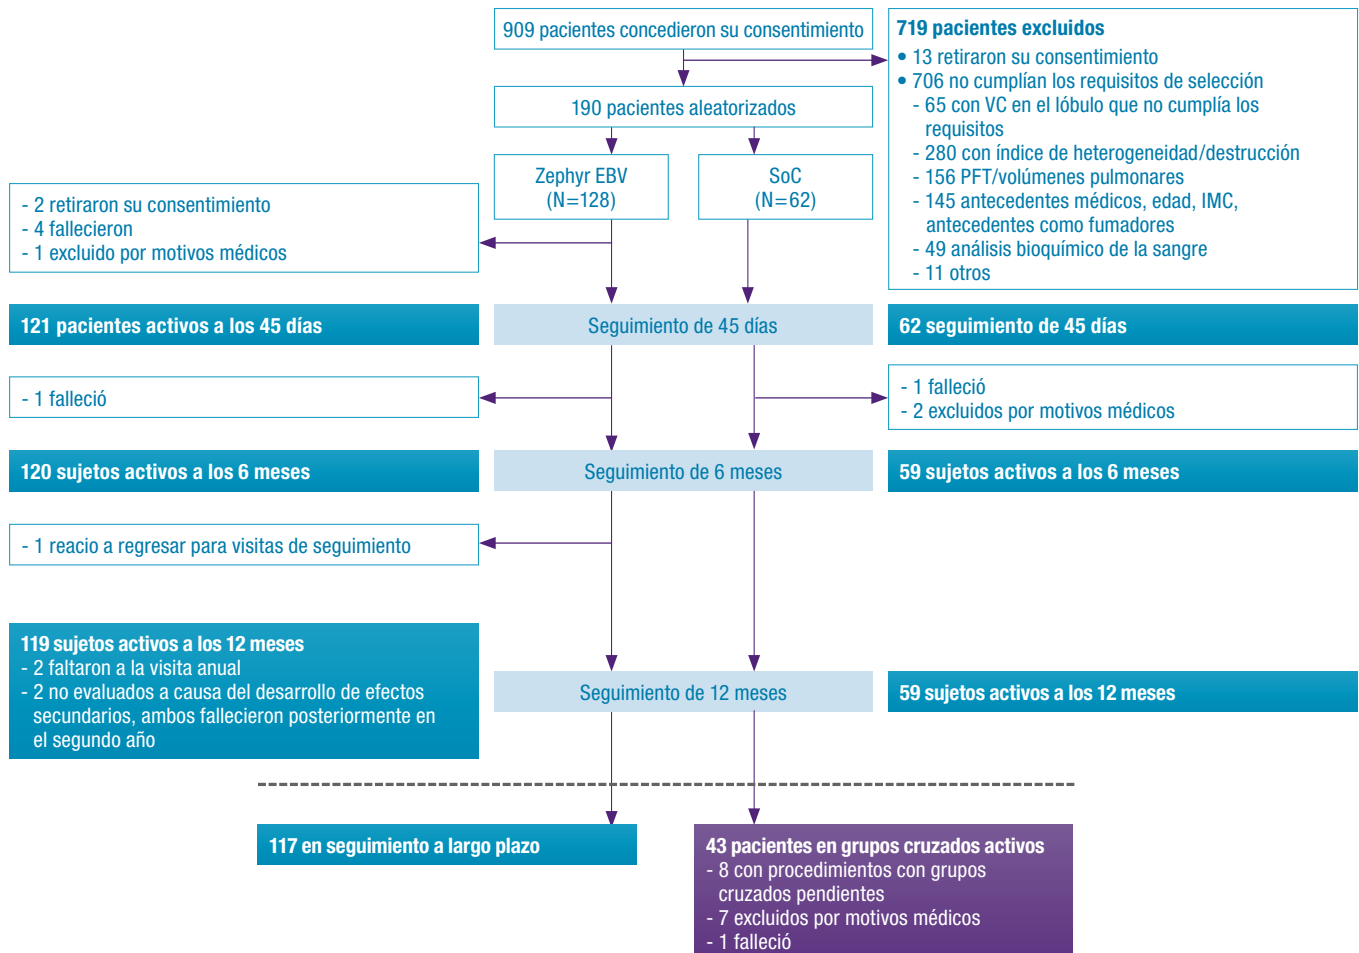 909 pacientes concedieron su consentimiento
719 pacientes excluidos
• 13 retiraron su consentimiento
• 706 no cumplían los requisitos de selección
- 65 con VC en el lóbulo que no cumplía los
requisitos
- 280 con índice de heterogeneidad/destrucción
- 156 PFT/volúmenes pulmonares
- 145 antecedentes médicos, edad, IMC,
antecedentes como fumadores
- 49 análisis bioquímico de la sangre
- 11 otros
190 pacientes aleatorizados
Zephyr EBV
(N=128)
SoC
(N=62)
- 2 retiraron su consentimiento
- 4 fallecieron
- 1 excluido por motivos médicos
121 pacientes activos a los 45 días
Seguimiento de 45 días
62 seguimiento de 45 días
- 1 falleció
- 1 falleció
- 2 excluidos por motivos médicos
120 sujetos activos a los 6 meses
Seguimiento de 6 meses
59 sujetos activos a los 6 meses
- 1 reacio a regresar para visitas de seguimiento
119 sujetos activos a los 12 meses
- 2 faltaron a la visita anual
- 2 no evaluados a causa del desarrollo de efectos
secundarios, ambos fallecieron posteriormente en
el segundo año
Seguimiento de 12 meses
59 sujetos activos a los 12 meses
117 en seguimiento a largo plazo
43 pacientes en grupos cruzados activos
- 8 con procedimientos con grupos
cruzados pendientes
- 7 excluidos por motivos médicos
- 1 falleció